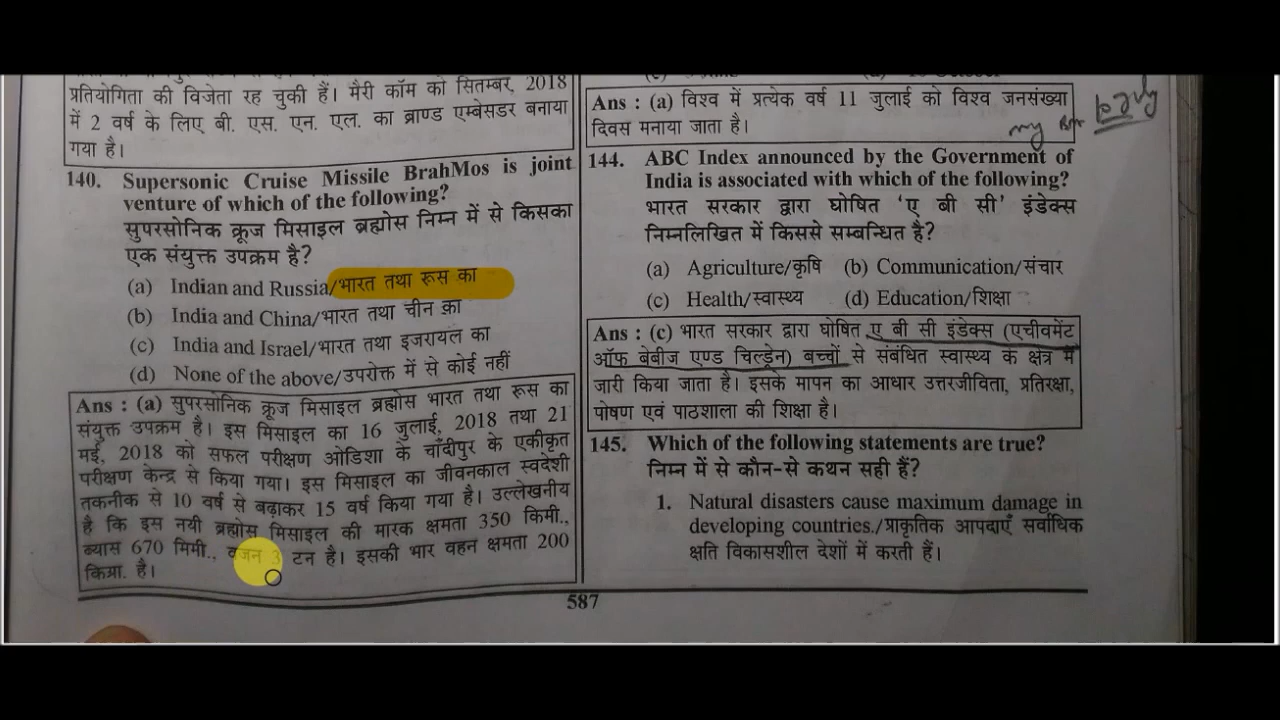 प्रतियोगिता की विजेता रह चुकी हैं। मैरी कॉम को सितम्बर, 2018
में 2 वर्ष के लिए बी. एस. एन. एल. का ब्राण्ड एम्बेसडर बनाया
गया है।
140. Supersonic Cruise Missile BrahMos is joint
venture of which of the following?
सुपरसोनिक क्रूज मिसाइल ब्रह्मोस निम्न में से किसका
एक संयुक्त उपक्रम है?
(a) Indian and Russia/भारत तथा रूस का
(b) India and China/भारत तथा चीन का
(c) India and Israel/भारत तथा इजरायल का
(d) None of the above/उपरोक्त में से कोई नहीं
Ans : (a) सुपरसोनिक क्रूज मिसाइल ब्रह्मोस भारत तथा रूस का
संयुक्त उपक्रम है। इस मिसाइल का 16 जुलाई, 2018 तथा 21
मई, 2018 को सफल परीक्षण ओडिशा के चाँदीपुर के एकीकृत
परीक्षण केन्द्र से किया गया। इस मिसाइल का जीवनकाल स्वदेशी
तकनीक से 10 वर्ष से बढ़ाकर 15 वर्ष किया गया है। उल्लेखनीय
है कि इस नयी ब्रह्मोस मिसाइल की मारक क्षमता 350 किमी.,
ब्यास 670 मिमी., वजन 3 टन है। इसकी भार वहन क्षमता 200
किग्रा. है।
Ans : (a) विश्व में प्रत्येक वर्ष 11 जुलाई को विश्व जनसंख्या
दिवस मनाया जाता है।
my
144. ABC Index announced by the Government of
India is associated with which of the following?
भारत सरकार द्वारा घोषित 'ए बी सी' इंडेक्स
निम्नलिखित में किससे सम्बन्धित है?
(a) Agriculture/कृषि (b) Communication/संचार
(c) Health/स्वास्थ्य (d) Education/शिक्षा
Ans : (c) भारत सरकार द्वारा घोषित ए बी सी इंडेक्स (एचीवमेंट
ऑफ बेबीज एण्ड चिल्ड्रेन) बच्चों से संबंधित स्वास्थ्य के क्षेत्र में
जारी किया जाता है। इसके मापन का आधार उत्तरजीविता, प्रतिरक्षा,
पोषण एवं पाठशाला की शिक्षा है।
145. Which of the following statements are true?
निम्न में से कौन-से कथन सही हैं?
1. Natural disasters cause maximum damage in
developing countries./प्राकृतिक आपदाएँ सर्वाधिक
क्षति विकासशील देशों में करती हैं।
587